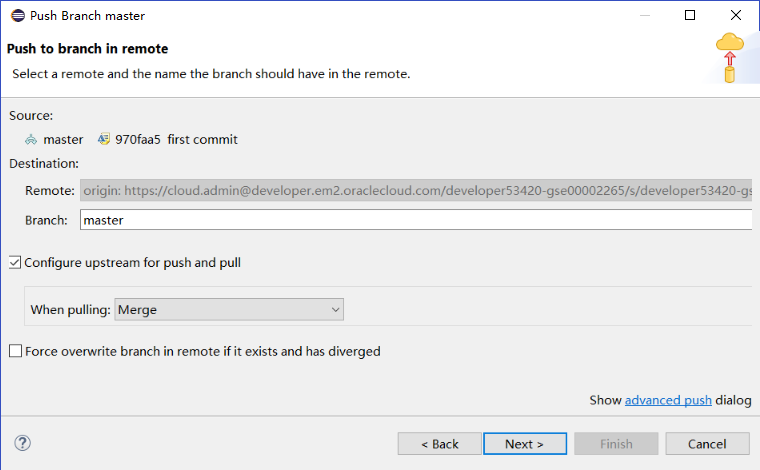 Push Branch master
Push to branch in remote
Select a remote and the name the branch should have in the remote.
Source:
master 970faa5 first commit
Destination:
Remote: origin: https://cloud.admin@developer.em2.oraclecloud.com/developer53420-gse00002265/s/developer53420-gs
Branch: master
Configure upstream for push and pull
When pulling: Merge
Force overwrite branch in remote if it exists and has diverged
Show advanced push dialog
? < Back Next > Finish Cancel